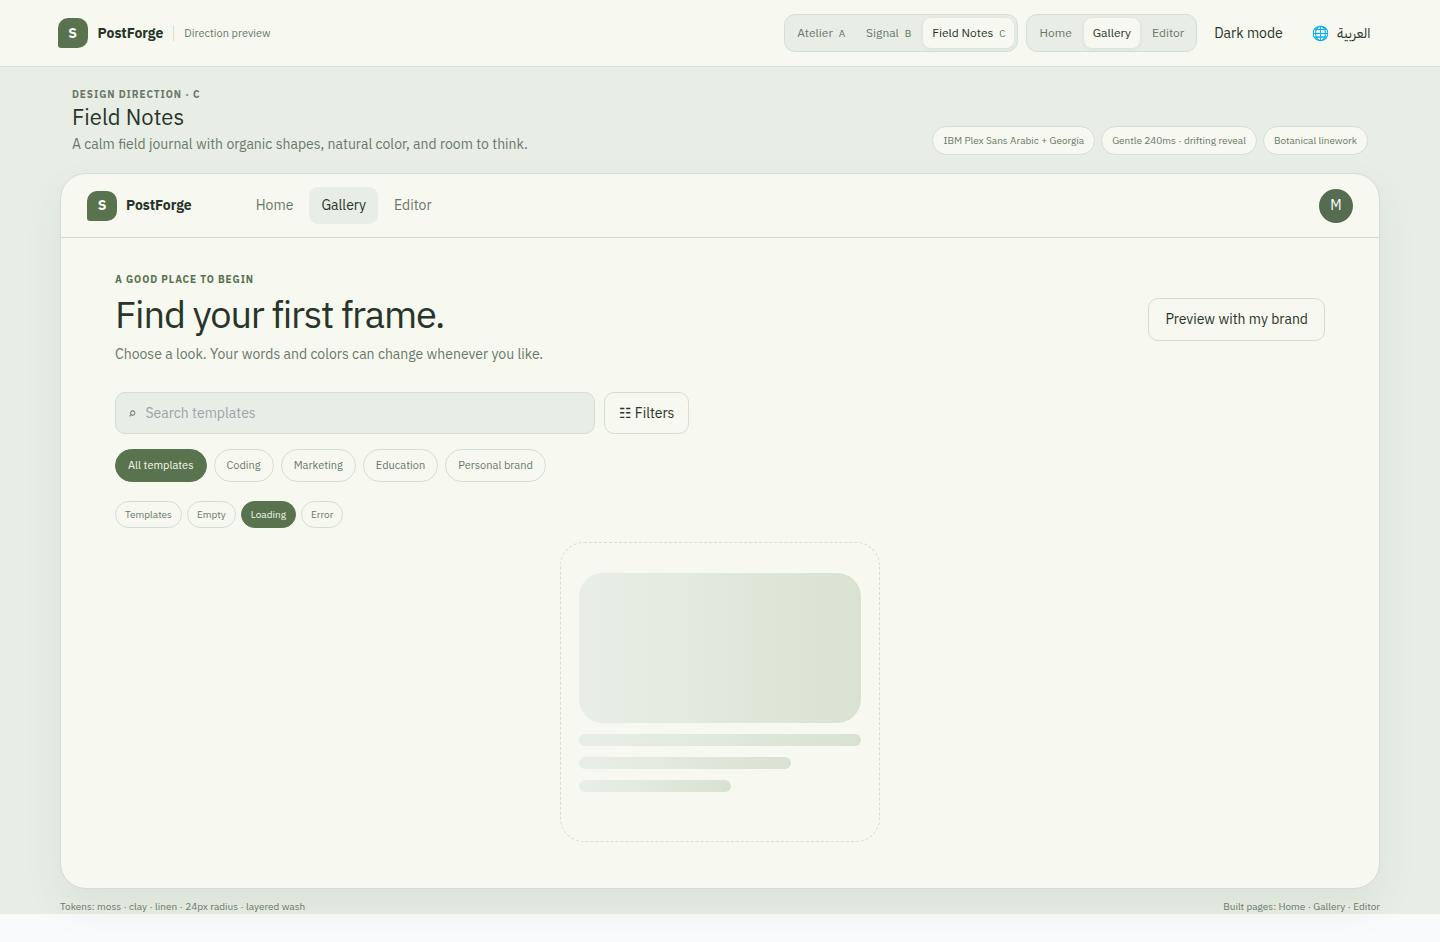 S PostForge Direction preview Atelier A Signal B Field Notes C Home Gallery Editor Dark mode العربية
DESIGN DIRECTION · C
Field Notes
A calm field journal with organic shapes, natural color, and room to think.
IBM Plex Sans Arabic + Georgia Gentle 240ms · drifting reveal Botanical linework
S PostForge Home Gallery Editor M
A GOOD PLACE TO BEGIN
Find your first frame.
Preview with my brand
Choose a look. Your words and colors can change whenever you like.
Search templates Filters
All templates Coding Marketing Education Personal brand
Templates Empty Loading Error
Tokens: moss · clay · linen · 24px radius · layered wash Built pages: Home · Gallery · Editor